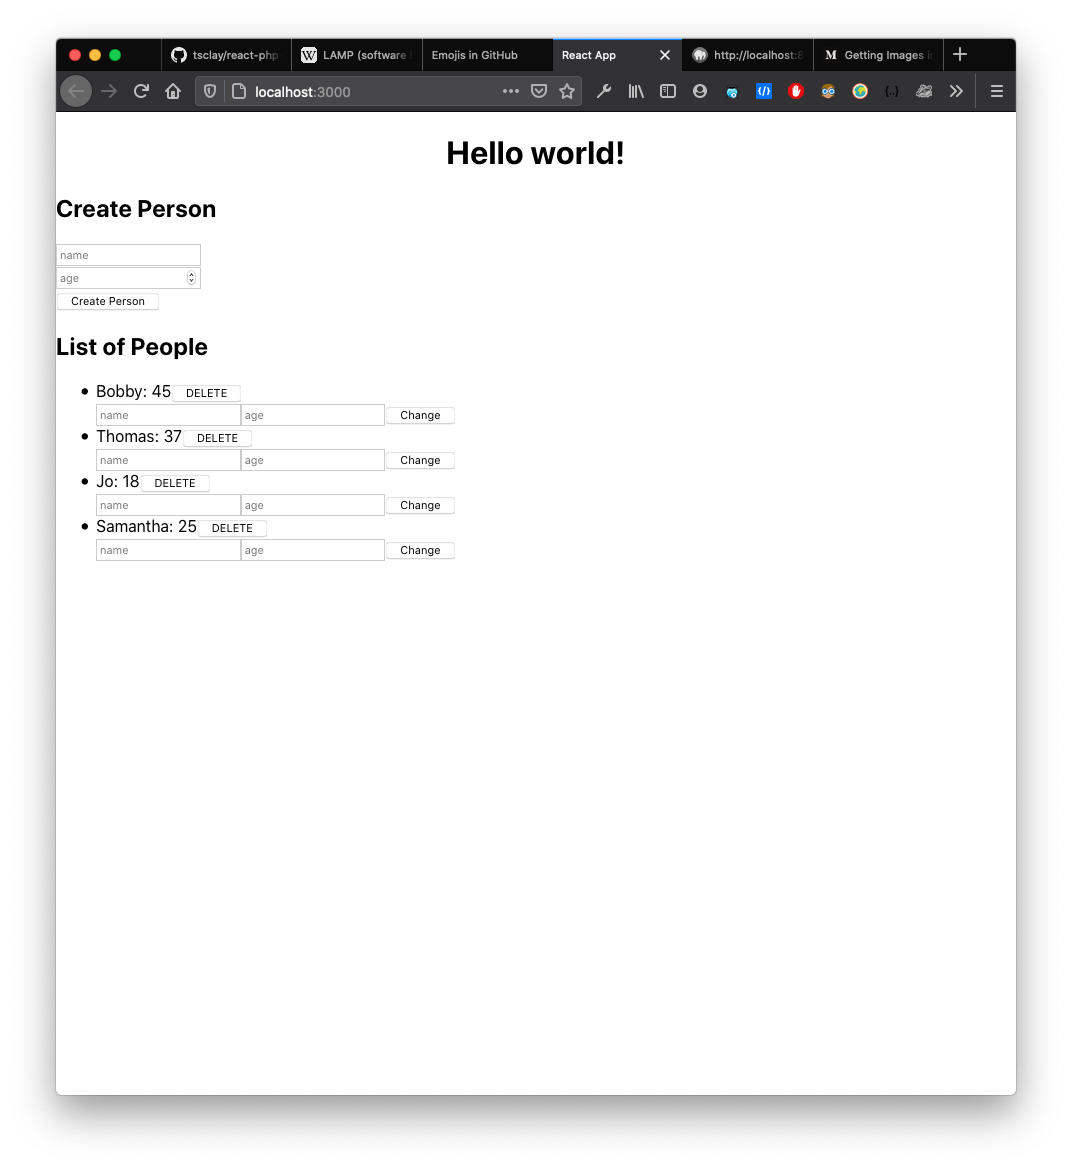 tsclay/react-php
LAMP (software
Emojis in GitHub
React App
http://localhost:8
M Getting Images i
localhost:3000
Hello world!
Create Person
name
age
Create Person
List of People
Bobby: 45 DELETE
name age Change
Thomas: 37 DELETE
name age Change
Jo: 18 DELETE
name age Change
Samantha: 25 DELETE
name age Change